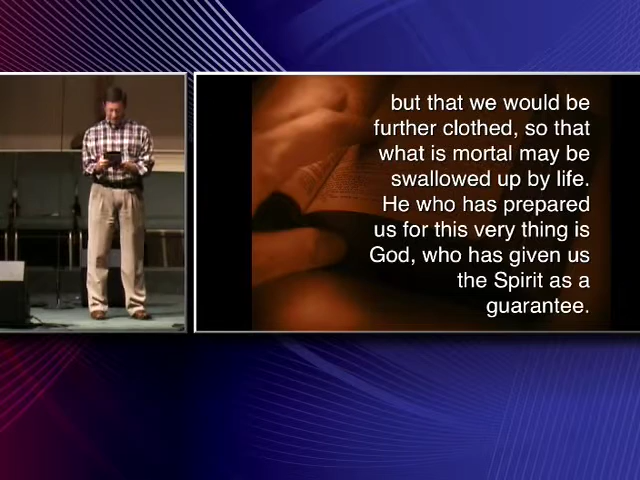 but that we would be
further clothed, so that
what is mortal may be
swallowed up by life.
He who has prepared
us for this very thing is
God, who has given us
the Spirit as a
guarantee.